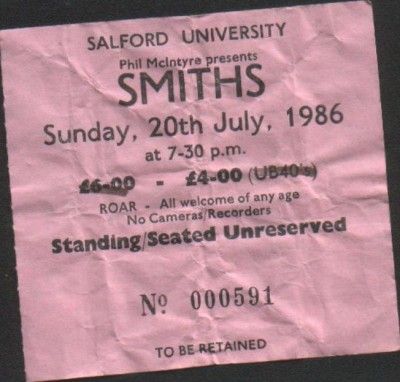 SALFORD UNIVERSITY
Phil McIntyre presents
SMITHS
Sunday, 20th July, 1986
at 7-30 p.m.
£6-00 - £4-00 (UB40's)
ROAR - All welcome of any age
No Cameras/Recorders
Standing/Seated Unreserved
No. 000591
TO BE RETAINED